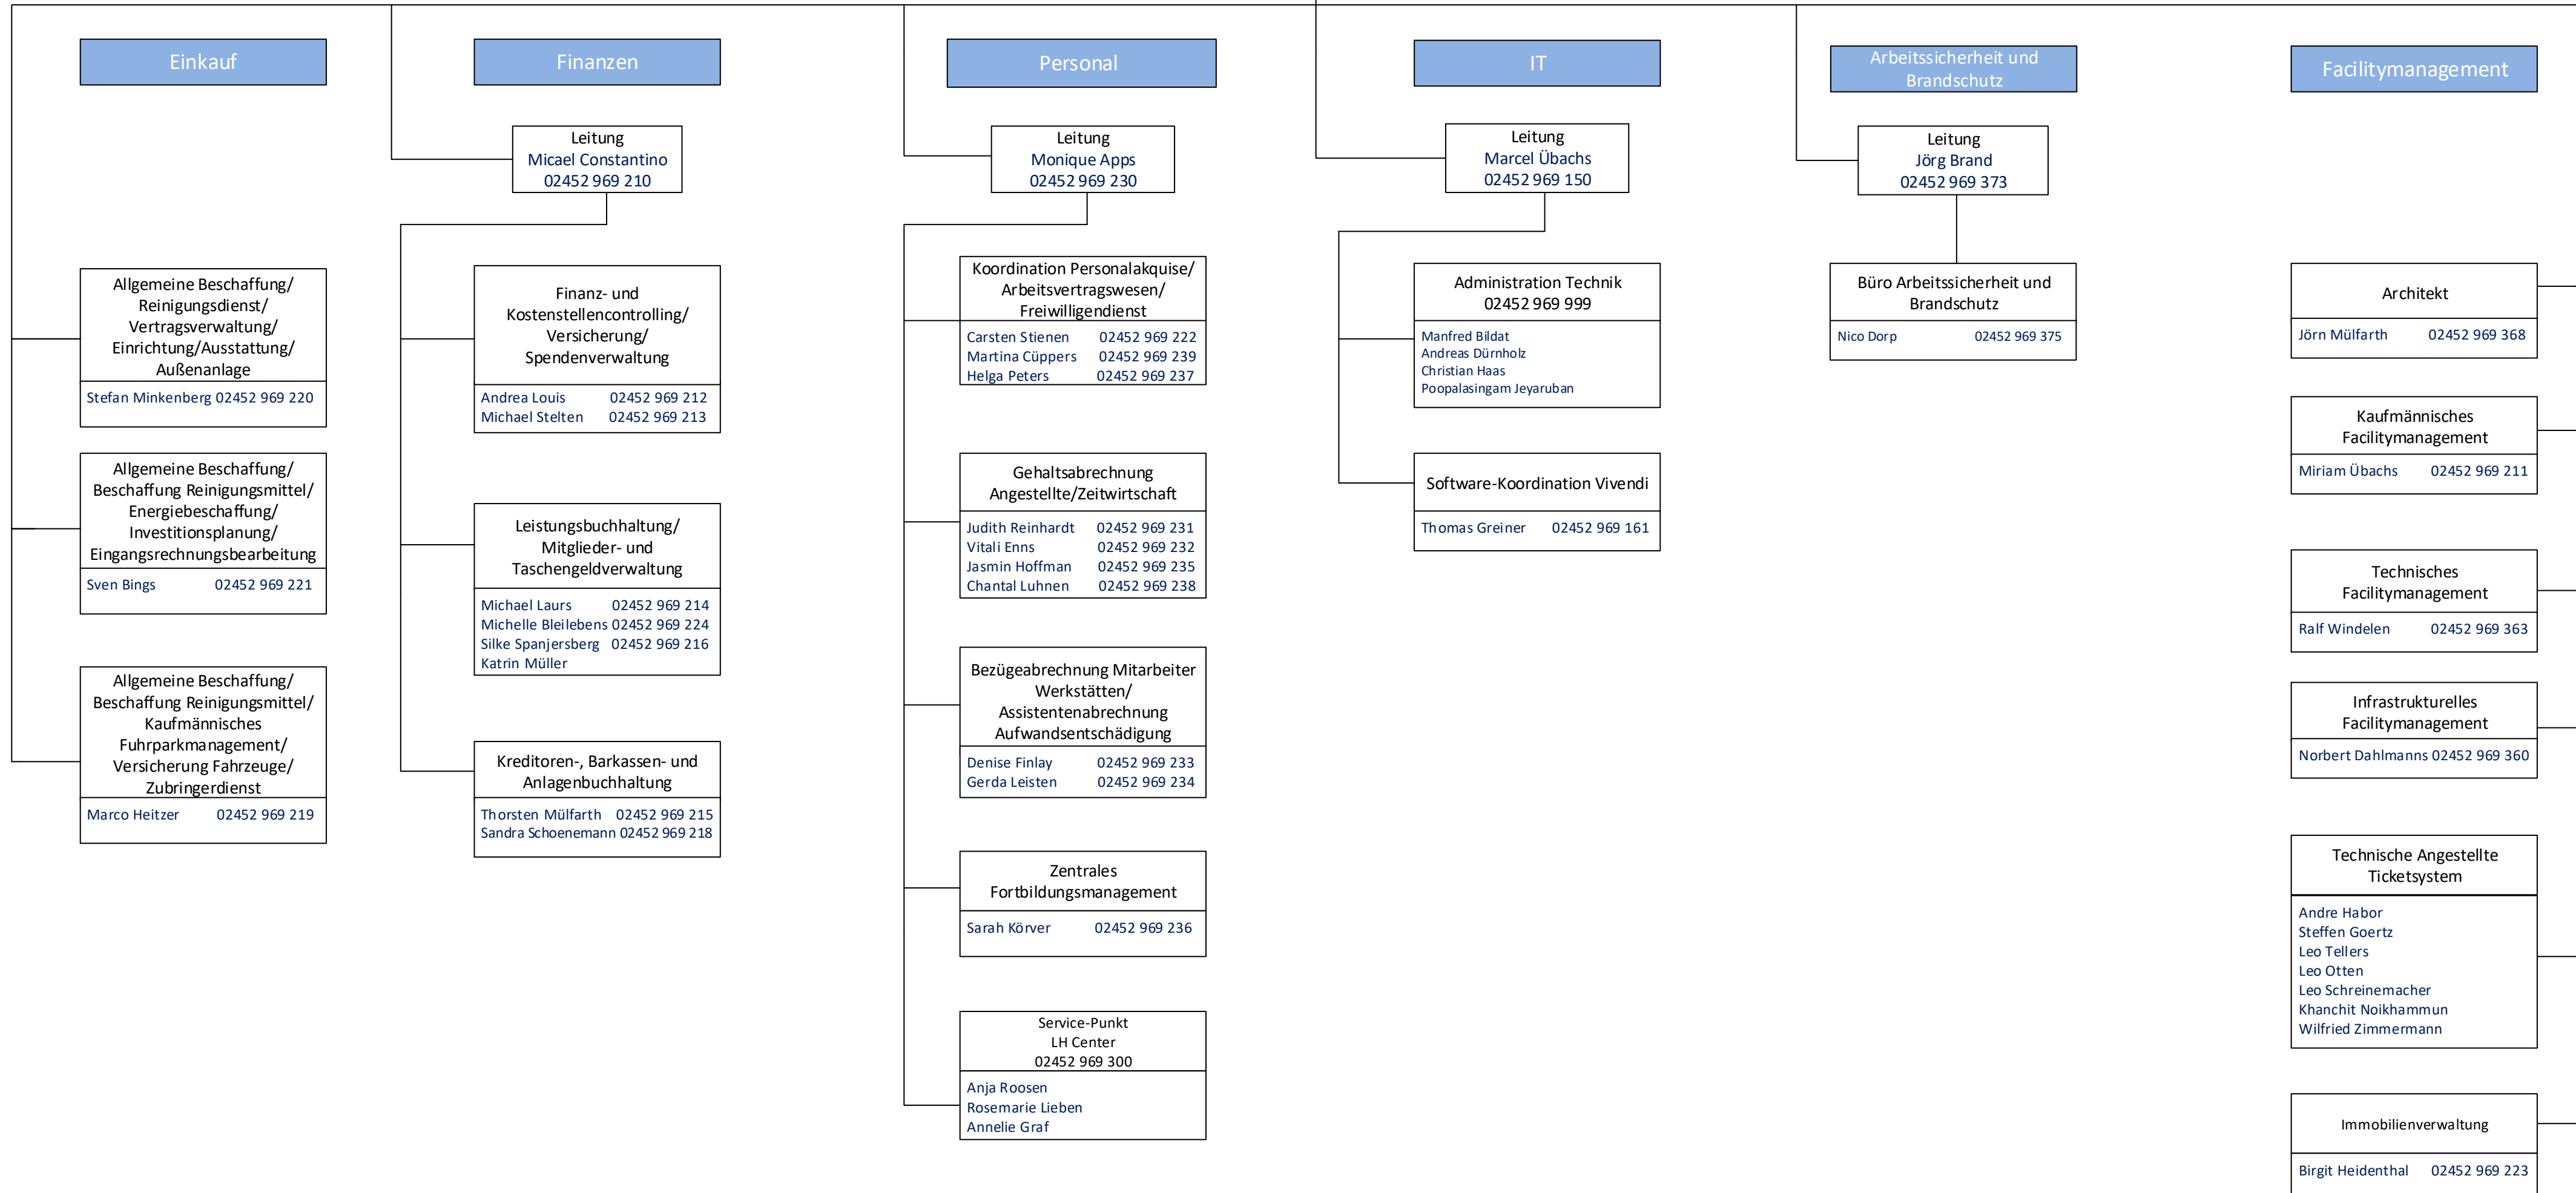 Einkauf
Allgemeine Beschaffung/
Reinigungsdienst/
Vertragsverwaltung/
Einrichtung/Ausstattung/
Außenanlage
Stefan Minkenberg 02452 969 220
Allgemeine Beschaffung/
Beschaffung Reinigungsmittel/
Energiebeschaffung/
Investitionsplanung/
Eingangsrechnungsbearbeitung
Sven Bings 02452 969 221
Allgemeine Beschaffung/
Beschaffung Reinigungsmittel/
Kaufmännisches
Fuhrparkmanagement/
Versicherung Fahrzeuge/
Zubringerdienst
Marco Heitzer 02452 969 219
Finanzen
Leitung
Micael Constantino
02452 969 210
Finanz- und
Kostenstellencontrolling/
Versicherung/
Spendenverwaltung
Andrea Louis 02452 969 212
Michael Stelten 02452 969 213
Leistungsbuchhaltung/
Mitglieder- und
Taschengeldverwaltung
Michael Laurs 02452 969 214
Michelle Bleilebens 02452 969 224
Silke Spanjersberg 02452 969 216
Katrin Müller
Kreditoren-, Barkassen- und
Anlagenbuchhaltung
Thorsten Mülfarth 02452 969 215
Sandra Schoenemann 02452 969 218
Personal
Leitung
Monique Apps
02452 969 230
Koordination Personalakquise/
Arbeitsvertragswesen/
Freiwilligendienst
Carsten Stienen 02452 969 222
Martina Cüppers 02452 969 239
Helga Peters 02452 969 237
Gehaltsabrechnung
Angestellte/Zeitwirtschaft
Judith Reinhardt 02452 969 231
Vitali Enns 02452 969 232
Jasmin Hoffman 02452 969 235
Chantal Luhnen 02452 969 238
Bezügeabrechnung Mitarbeiter
Werkstätten/
Assistentenabrechnung
Aufwandsentschädigung
Denise Finlay 02452 969 233
Gerda Leisten 02452 969 234
Zentrales
Fortbildungsmanagement
Sarah Körver 02452 969 236
Service-Punkt
LH Center
02452 969 300
Anja Roosen
Rosemarie Lieben
Annelie Graf
IT
Leitung
Marcel Übachs
02452 969 150
Administration Technik
02452 969 999
Manfred Bildat
Andreas Dürnholz
Christian Haas
Poopalasingam Jeyaruban
Software-Koordination Vivendi
Thomas Greiner 02452 969 161
Arbeitssicherheit und
Brandschutz
Leitung
Jörg Brand
02452 969 373
Büro Arbeitssicherheit und
Brandschutz
Nico Dorp 02452 969 375
Facilitymanagement
Architekt
Jörn Mülfarth 02452 969 368
Kaufmännisches
Facilitymanagement
Miriam Übachs 02452 969 211
Technisches
Facilitymanagement
Ralf Windelen 02452 969 363
Infrastrukturelles
Facilitymanagement
Norbert Dahlmanns 02452 969 360
Technische Angestellte
Ticketsystem
Andre Habor
Steffen Goertz
Leo Tellers
Leo Otten
Leo Schreinemacher
Khanchit Noikhammun
Wilfried Zimmermann
Immobilienverwaltung
Birgit Heidenthal 02452 969 223